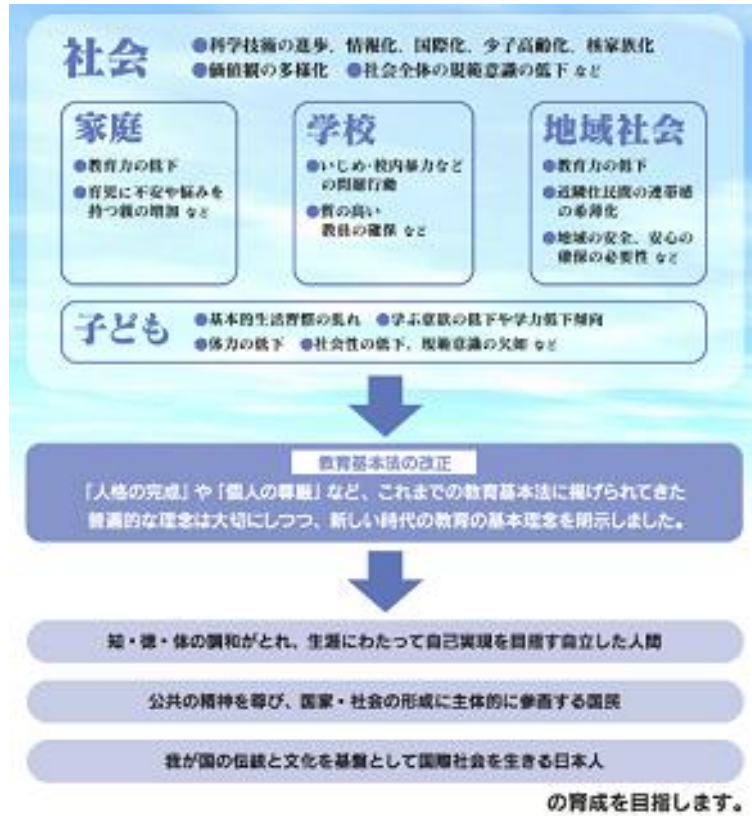 社会
●科学技術の進歩、情報化、国際化、少子高齢化、核家族化
●価値観の多様化 ●社会全体の規範意識の低下 など
家庭
●教育力の低下
●育児に不安や悩みを
持つ親の増加 など
学校
●いじめ・校内暴力など
の問題行動
●質の高い
教員の確保 など
地域社会
●教育力の低下
●近隣住民間の連帯感
の希薄化
●地域の安全、安心の
確保の必要性 など
子ども
●基本的生活習慣の乱れ ●学ぶ意欲の低下や学力低下傾向
●体力の低下 ●社会性の低下、規範意識の欠如 など
教育基本法の改正
「人格の完成」や「個人の尊厳」など、これまでの教育基本法に掲げられてきた
普遍的な理念は大切にしつつ、新しい時代の教育の基本理念を明示しました。
知・徳・体の調和がとれ、生涯にわたって自己実現を目指す自立した人間
公共の精神を尊び、国家・社会の形成に主体的に参画する国民
我が国の伝統と文化を基盤として国際社会を生きる日本人
の育成を目指します。